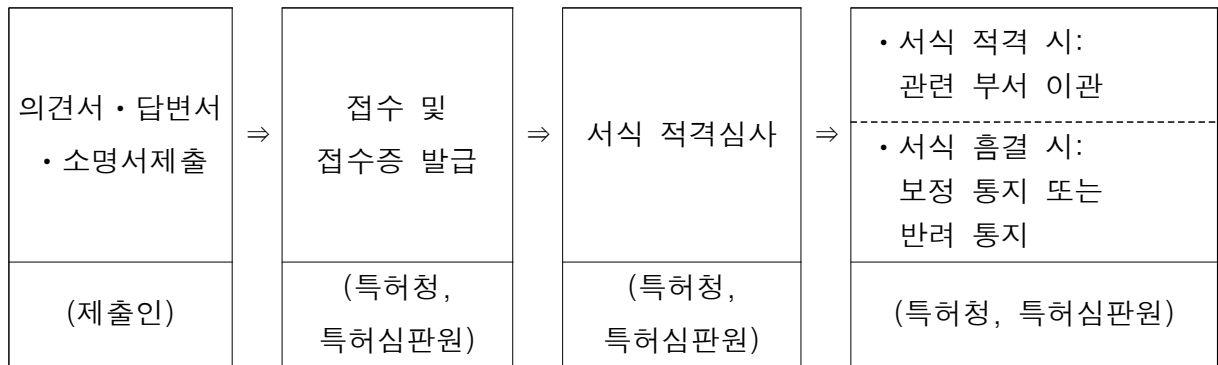 의견서・답변서
・소명서제출
(제출인)
⇒
접수 및
접수증 발급
(특허청,
특허심판원)
⇒
서식 적격심사
(특허청,
특허심판원)
⇒
・서식 적격 시:
관련 부서 이관
・서식 흠결 시:
보정 통지 또는
반려 통지
(특허청, 특허심판원)